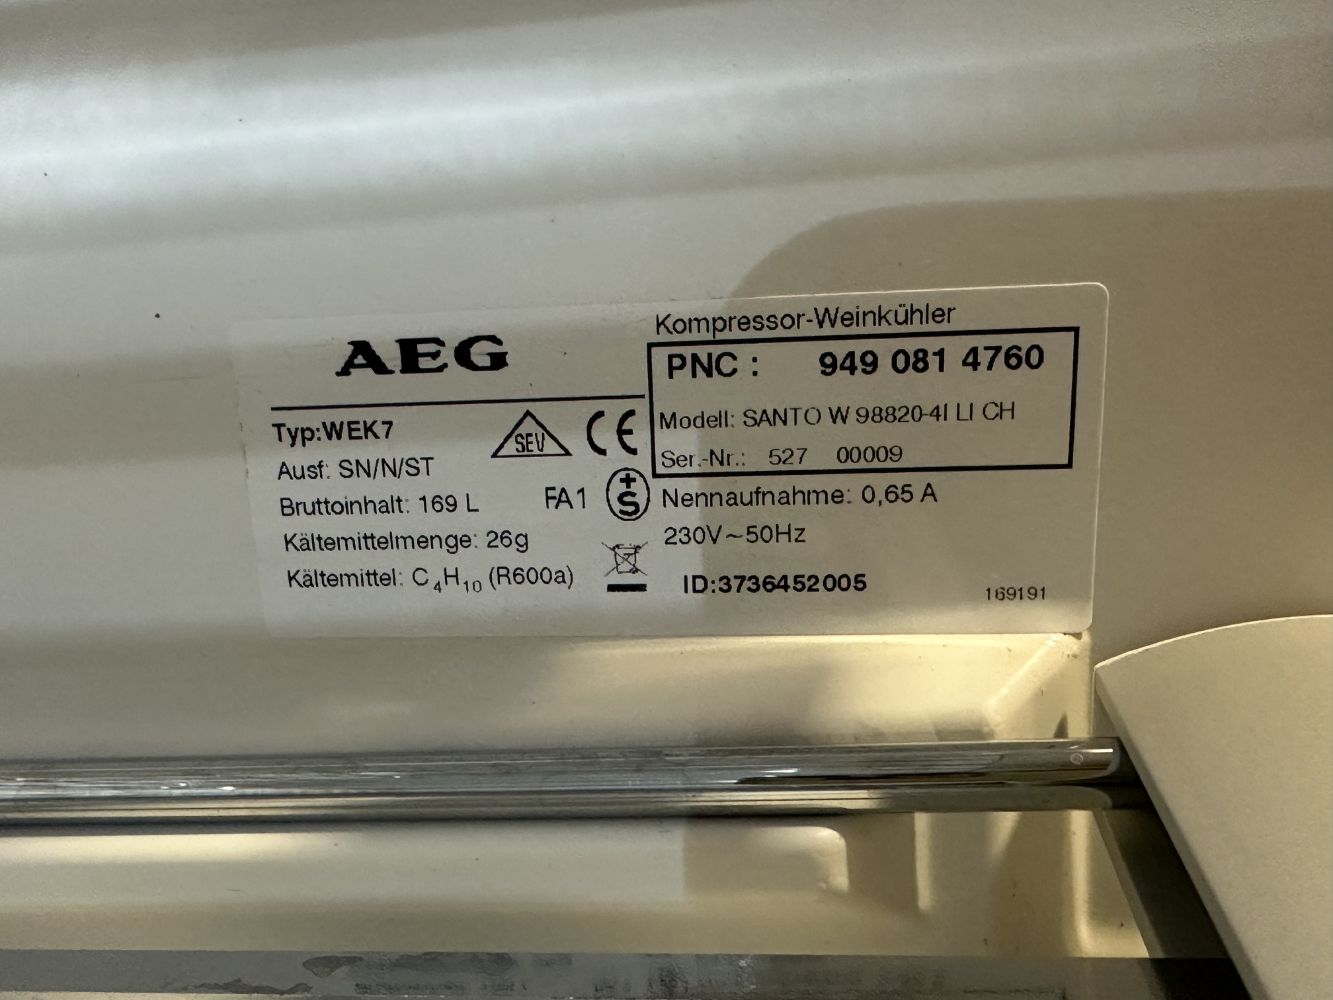 AEG
Kompressor-Weinkühler
PNC : 949 081 4760
Modell: SANTO W 98820-4I LI CH
Ser.-Nr.: 527 00009
Typ:WEK7
SEV CE
Ausf: SN/N/ST
Bruttoinhalt: 169 L
FA1
+S
Nennaufnahme: 0,65 A
Kältemittelmenge: 26g
230V~50Hz
Kältemittel: C₄H₁₀ (R600a)
ID:3736452005
169191